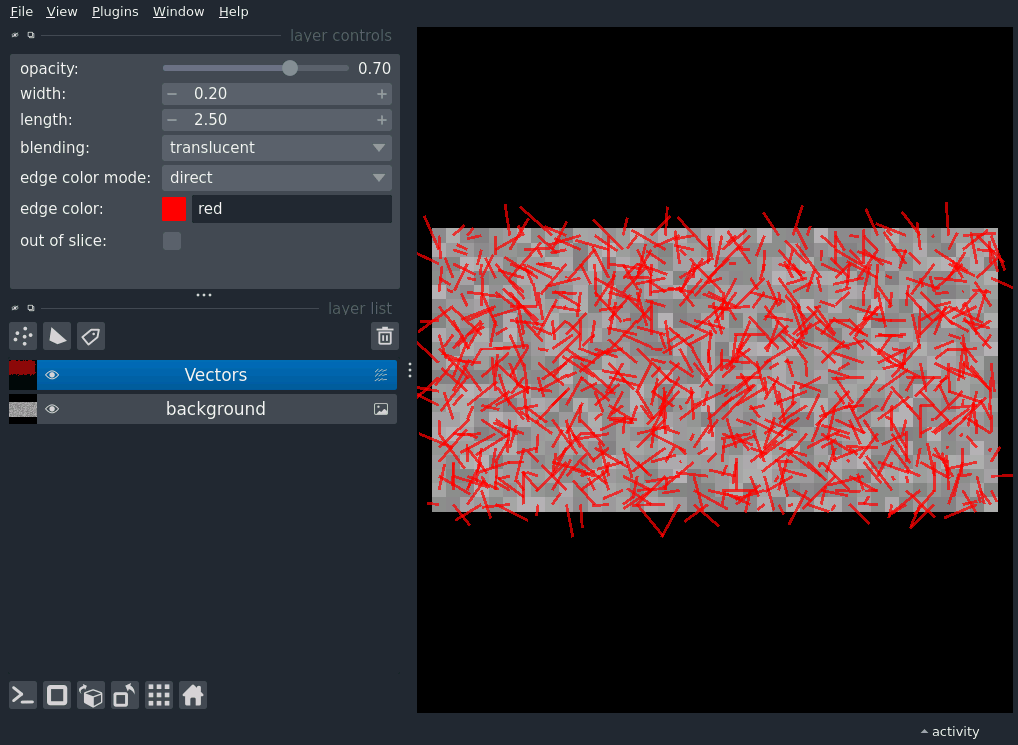 File View Plugins Window Help
layer controls
opacity: 0.70
width: − 0.20 +
length: − 2.50 +
blending: translucent
edge color mode: direct
edge color: red
out of slice:
layer list
Vectors
background
activity